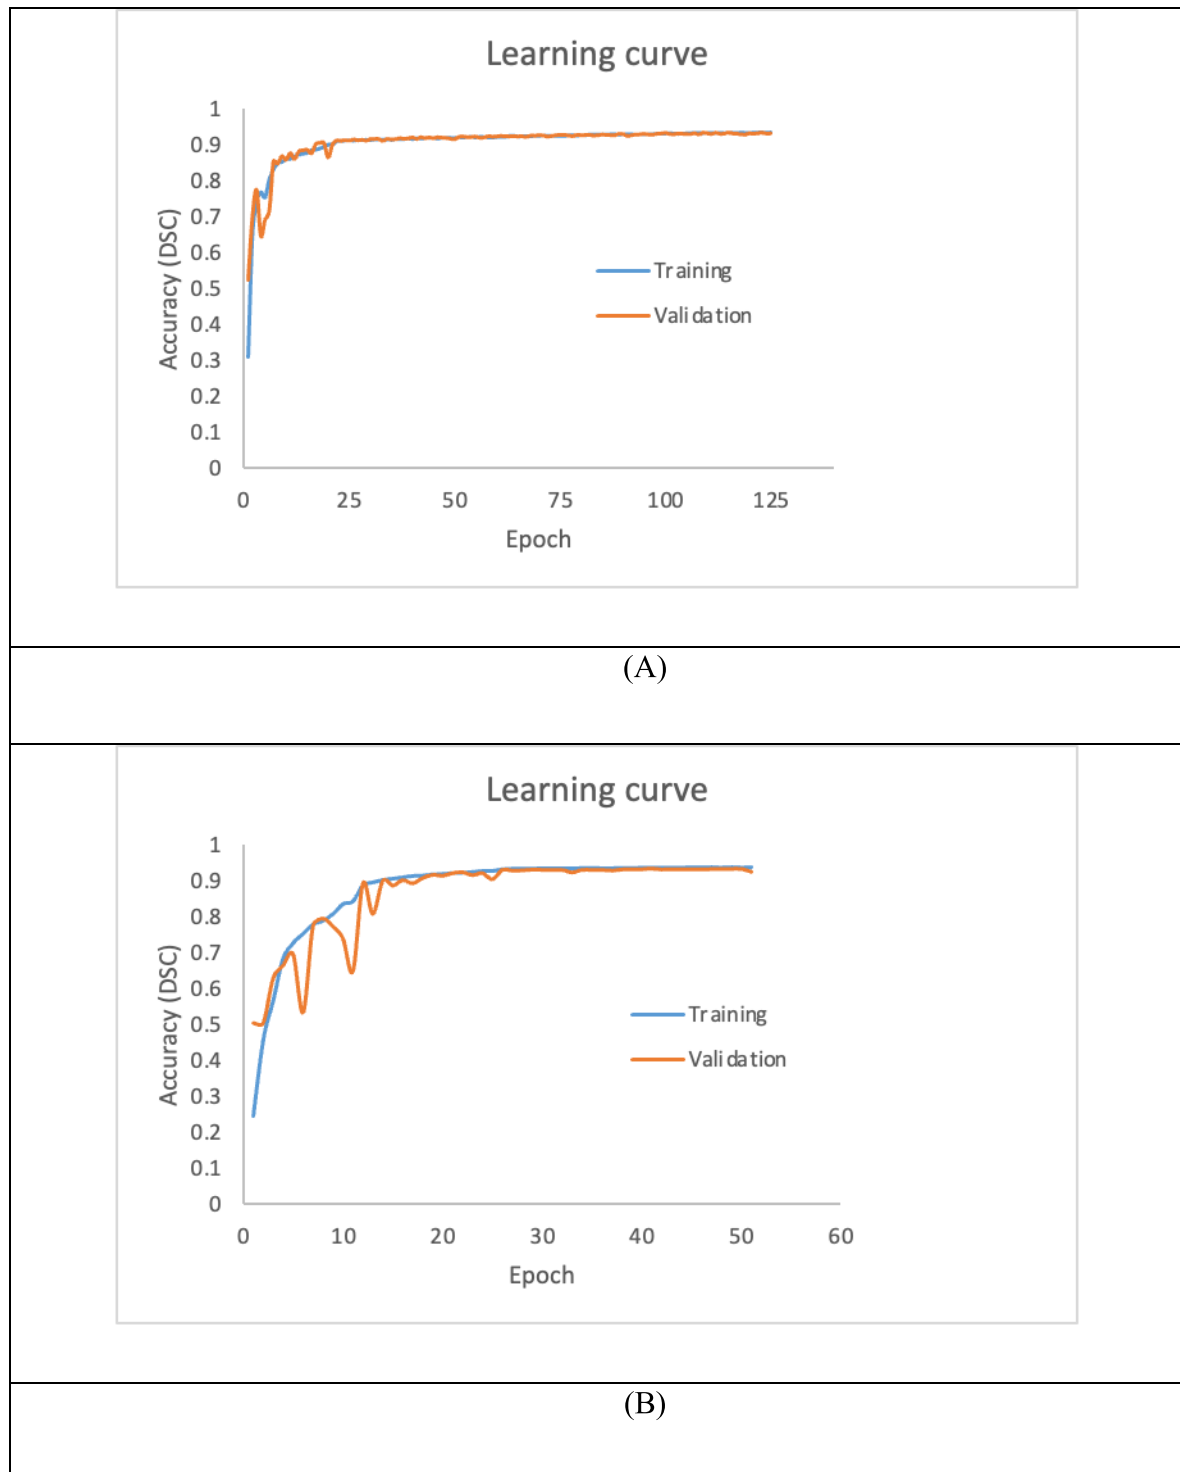 Learning curve
1
0.9
0.8
0.7
0.6
0.5
0.4
0.3
0.2
0.1
0
Accuracy (DSC)
Training
Validation
0 25 50 75 100 125
Epoch
(A)
Learning curve
1
0.9
0.8
0.7
0.6
0.5
0.4
0.3
0.2
0.1
0
Accuracy (DSC)
Training
Validation
0 10 20 30 40 50 60
Epoch
(B)